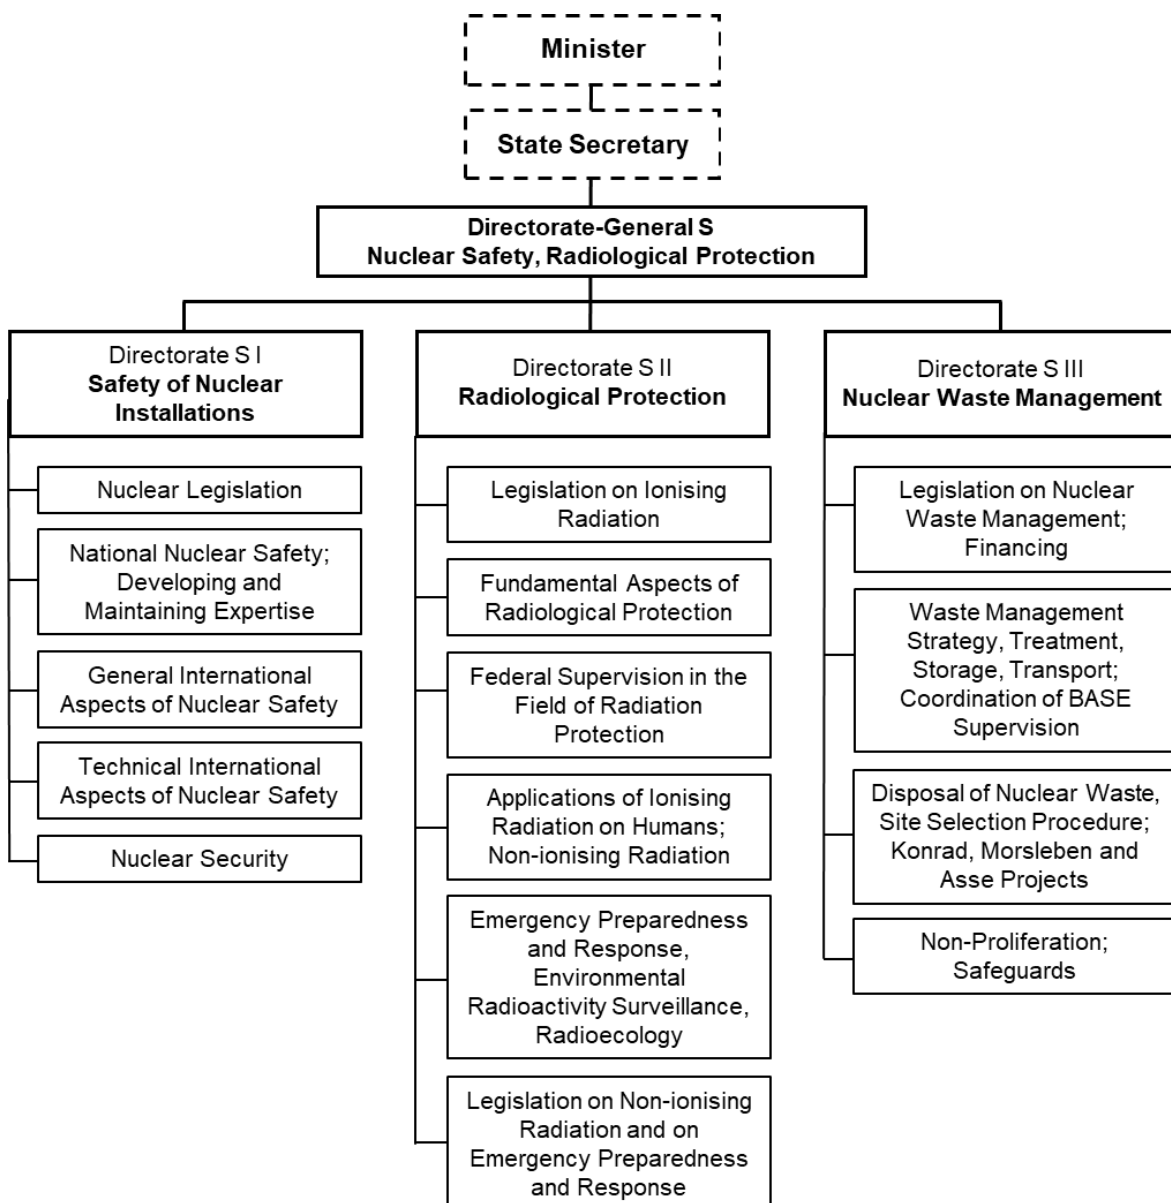 Minister
State Secretary
Directorate-General S
Nuclear Safety, Radiological Protection
Directorate S I
Safety of Nuclear
Installations
Nuclear Legislation
National Nuclear Safety;
Developing and
Maintaining Expertise
General International
Aspects of Nuclear Safety
Technical International
Aspects of Nuclear Safety
Nuclear Security
Directorate S II
Radiological Protection
Legislation on Ionising
Radiation
Fundamental Aspects of
Radiological Protection
Federal Supervision in the
Field of Radiation
Protection
Applications of Ionising
Radiation on Humans;
Non-ionising Radiation
Emergency Preparedness
and Response,
Environmental
Radioactivity Surveillance,
Radioecology
Legislation on Non-ionising
Radiation and on
Emergency Preparedness
and Response
Directorate S III
Nuclear Waste Management
Legislation on Nuclear
Waste Management;
Financing
Waste Management
Strategy, Treatment,
Storage, Transport;
Coordination of BASE
Supervision
Disposal of Nuclear Waste,
Site Selection Procedure;
Konrad, Morsleben and
Asse Projects
Non-Proliferation;
Safeguards